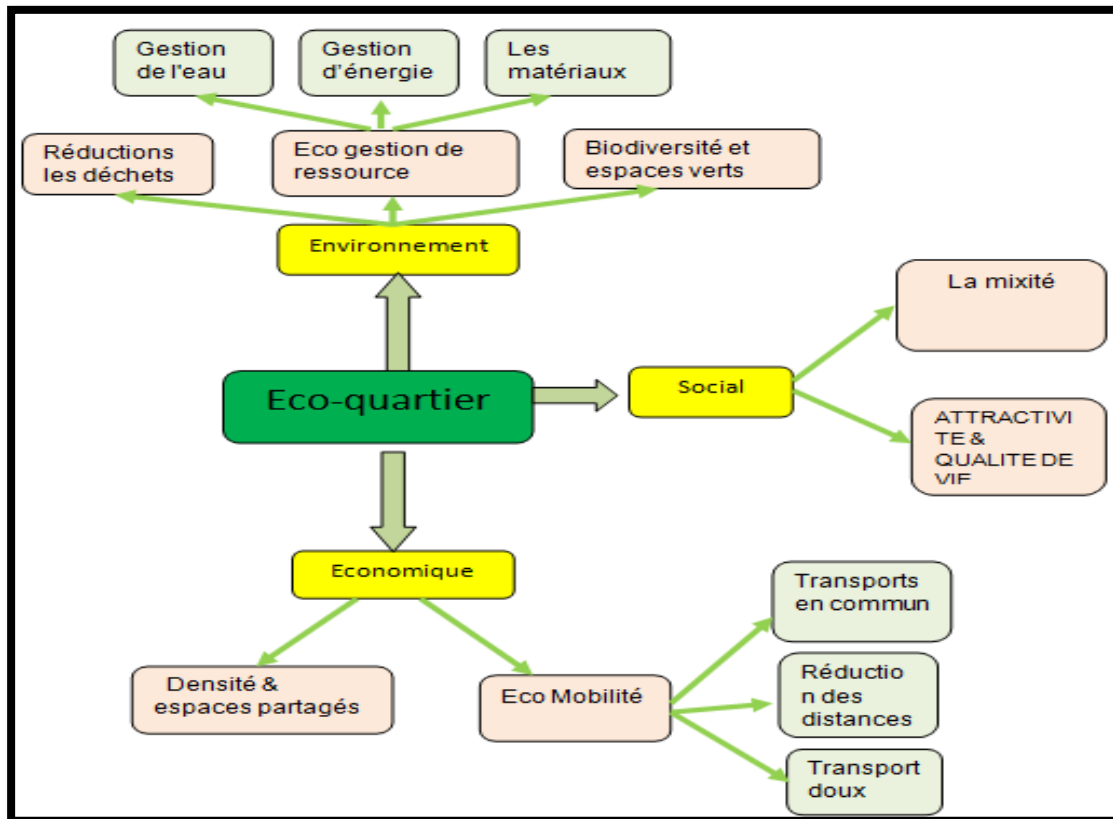 Gestion
de l'eau
Gestion
d'énergie
Les
matériaux
Réductions
les déchets
Eco gestion de
ressource
Biodiversité et
espaces verts
Environnement
La mixité
Eco-quartier
Social
ATTRACTIVI
TE &
QUALITE DE
VIF
Economique
Transports
en commun
Densité &
espaces partagés
Eco Mobilité
Réductio
n des
distances
Transport
doux